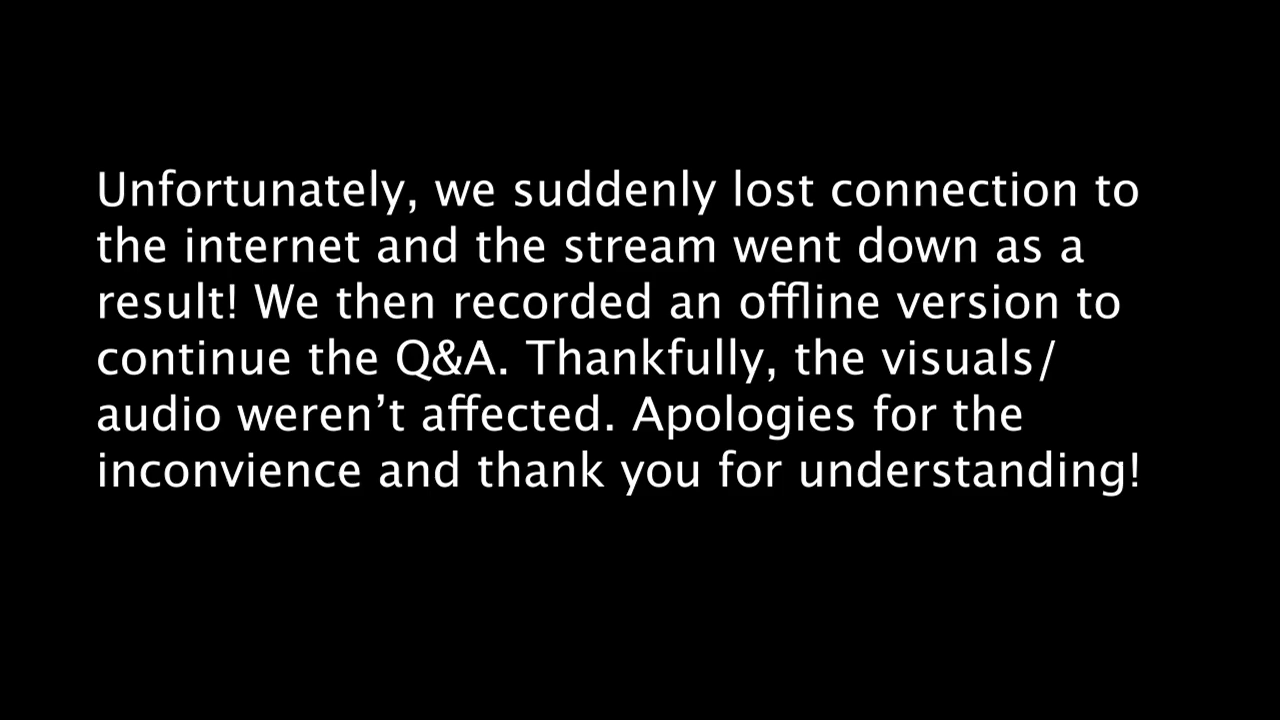 Unfortunately, we suddenly lost connection to
the internet and the stream went down as a
result! We then recorded an offline version to
continue the Q&A. Thankfully, the visuals/
audio weren’t affected. Apologies for the
inconvience and thank you for understanding!